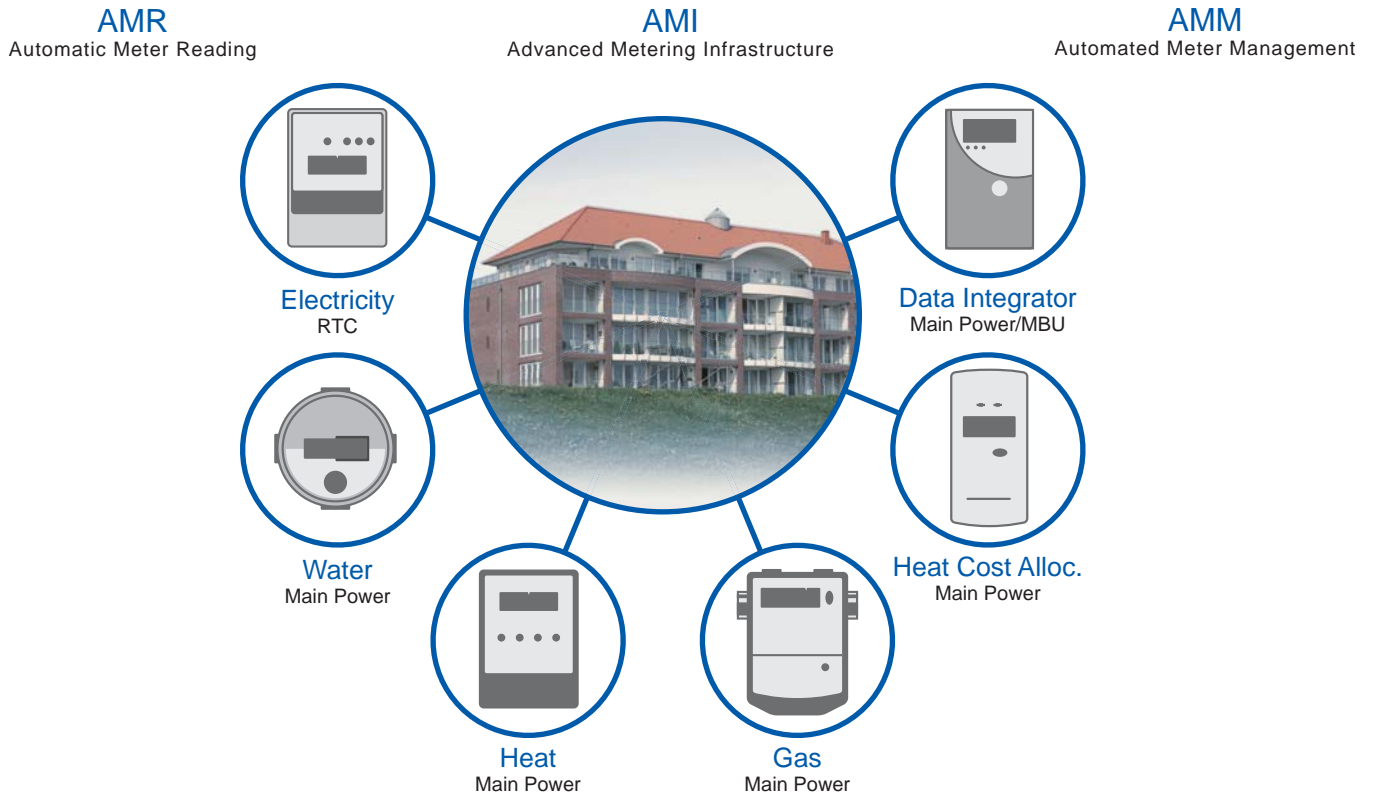 AMR
Automatic Meter Reading
AMI
Advanced Metering Infrastructure
AMM
Automated Meter Management
Electricity
RTC
Data Integrator
Main Power/MBU
Water
Main Power
Heat Cost Alloc.
Main Power
Heat
Main Power
Gas
Main Power